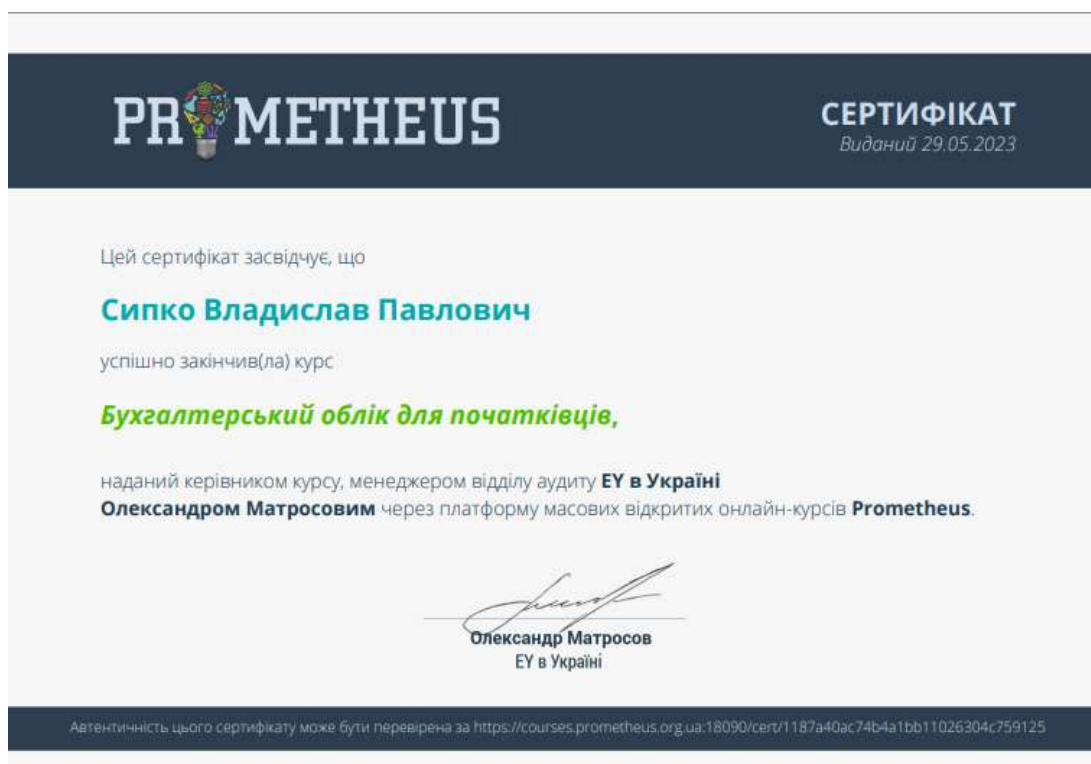 PROMETHEUS
СЕРТИФІКАТ
Виданий 29.05.2023
Цей сертифікат засвідчує, що
Сипко Владислав Павлович
успішно закінчив(ла) курс
Бухгалтерський облік для початківців,
наданий керівником курсу, менеджером відділу аудиту EY в Україні
Олександром Матросовим через платформу масових відкритих онлайн-курсів Prometheus.
Олександр Матросов
EY в Україні
Автентичність цього сертифікату може бути перевірена за https://courses.prometheus.org.ua:18090/cert/1187a40ac74b4a1bb11026304c759125